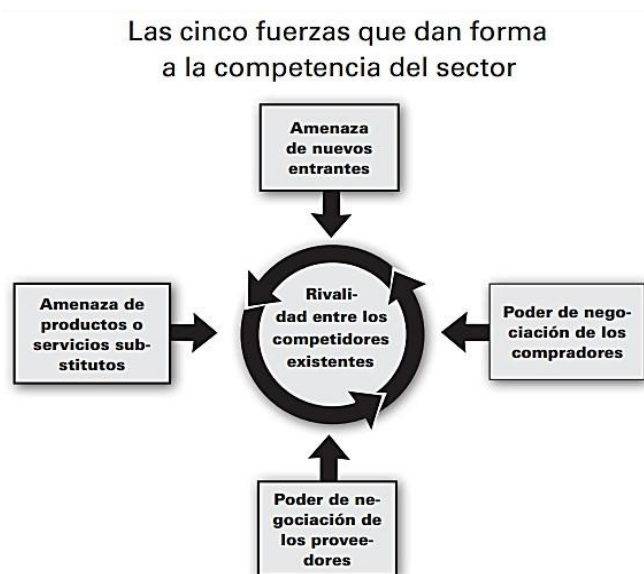 Las cinco fuerzas que dan forma
a la competencia del sector
Amenaza
de nuevos
entrantes
Amenaza de
productos o
servicios sub-
stitutos
Rivali-
dad entre los
competidores
existentes
Poder de nego-
ciación de los
compradores
Poder de ne-
gociación de
los provee-
dores